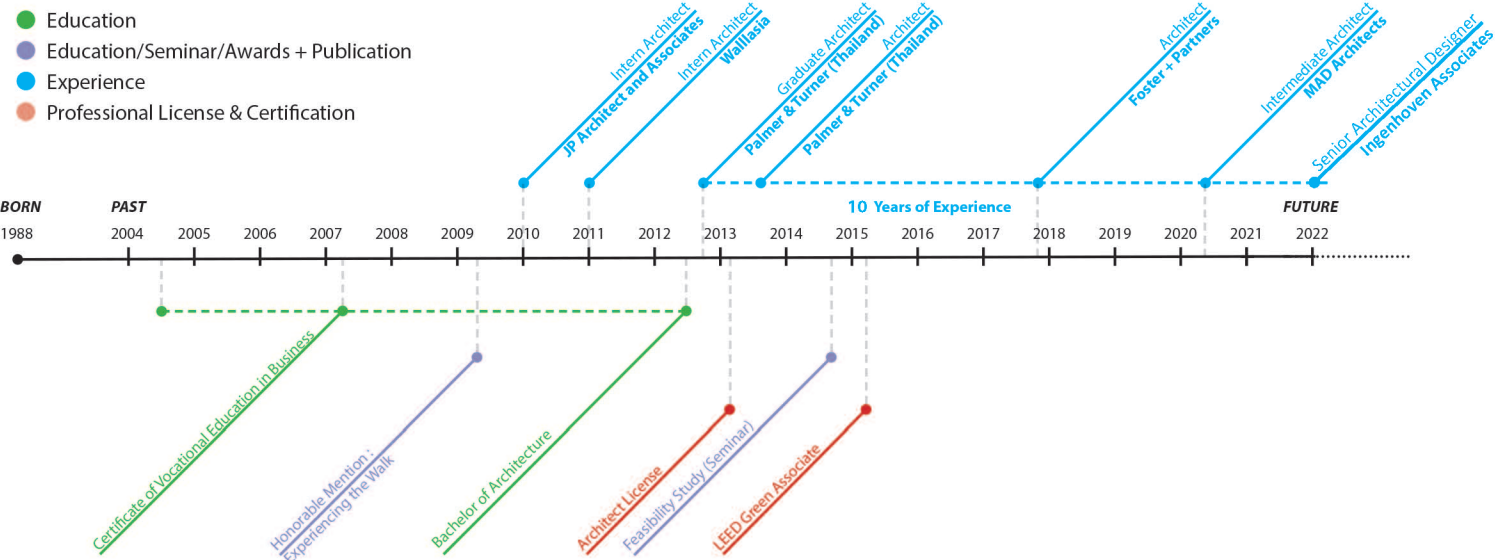 Education
Education/Seminar/Awards + Publication
Experience
Professional License & Certification
Intern Architect
JP Architect and Associates
Intern Architect
Walllasia
Graduate Architect
Palmer & Turner (Thailand)
Architect
Palmer & Turner (Thailand)
Architect
Foster + Partners
Intermediate Architect
MAD Architects
Senior Architectural Designer
Ingenhoven Associates
BORN
PAST
10 Years of Experience
FUTURE
1988 2004 2005 2006 2007 2008 2009 2010 2011 2012 2013 2014 2015 2016 2017 2018 2019 2020 2021 2022
Certificate of Vocational Education in Business
Honorable Mention :
Experiencing the Walk
Bachelor of Architecture
Architect License
Feasibility Study (Seminar)
LEED Green Associate